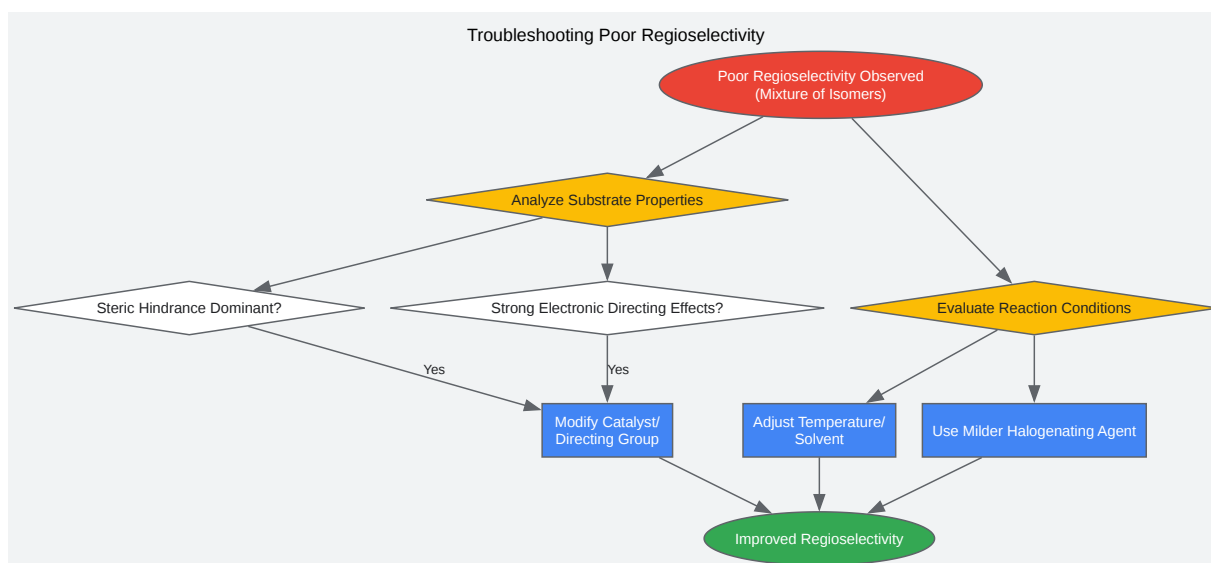 Troubleshooting Poor Regioselectivity
Poor Regioselectivity Observed
(Mixture of Isomers)
Analyze Substrate Properties
Steric Hindrance Dominant?
Strong Electronic Directing Effects?
Evaluate Reaction Conditions
Yes
Yes
Modify Catalyst/
Directing Group
Adjust Temperature/
Solvent
Use Milder Halogenating Agent
Improved Regioselectivity